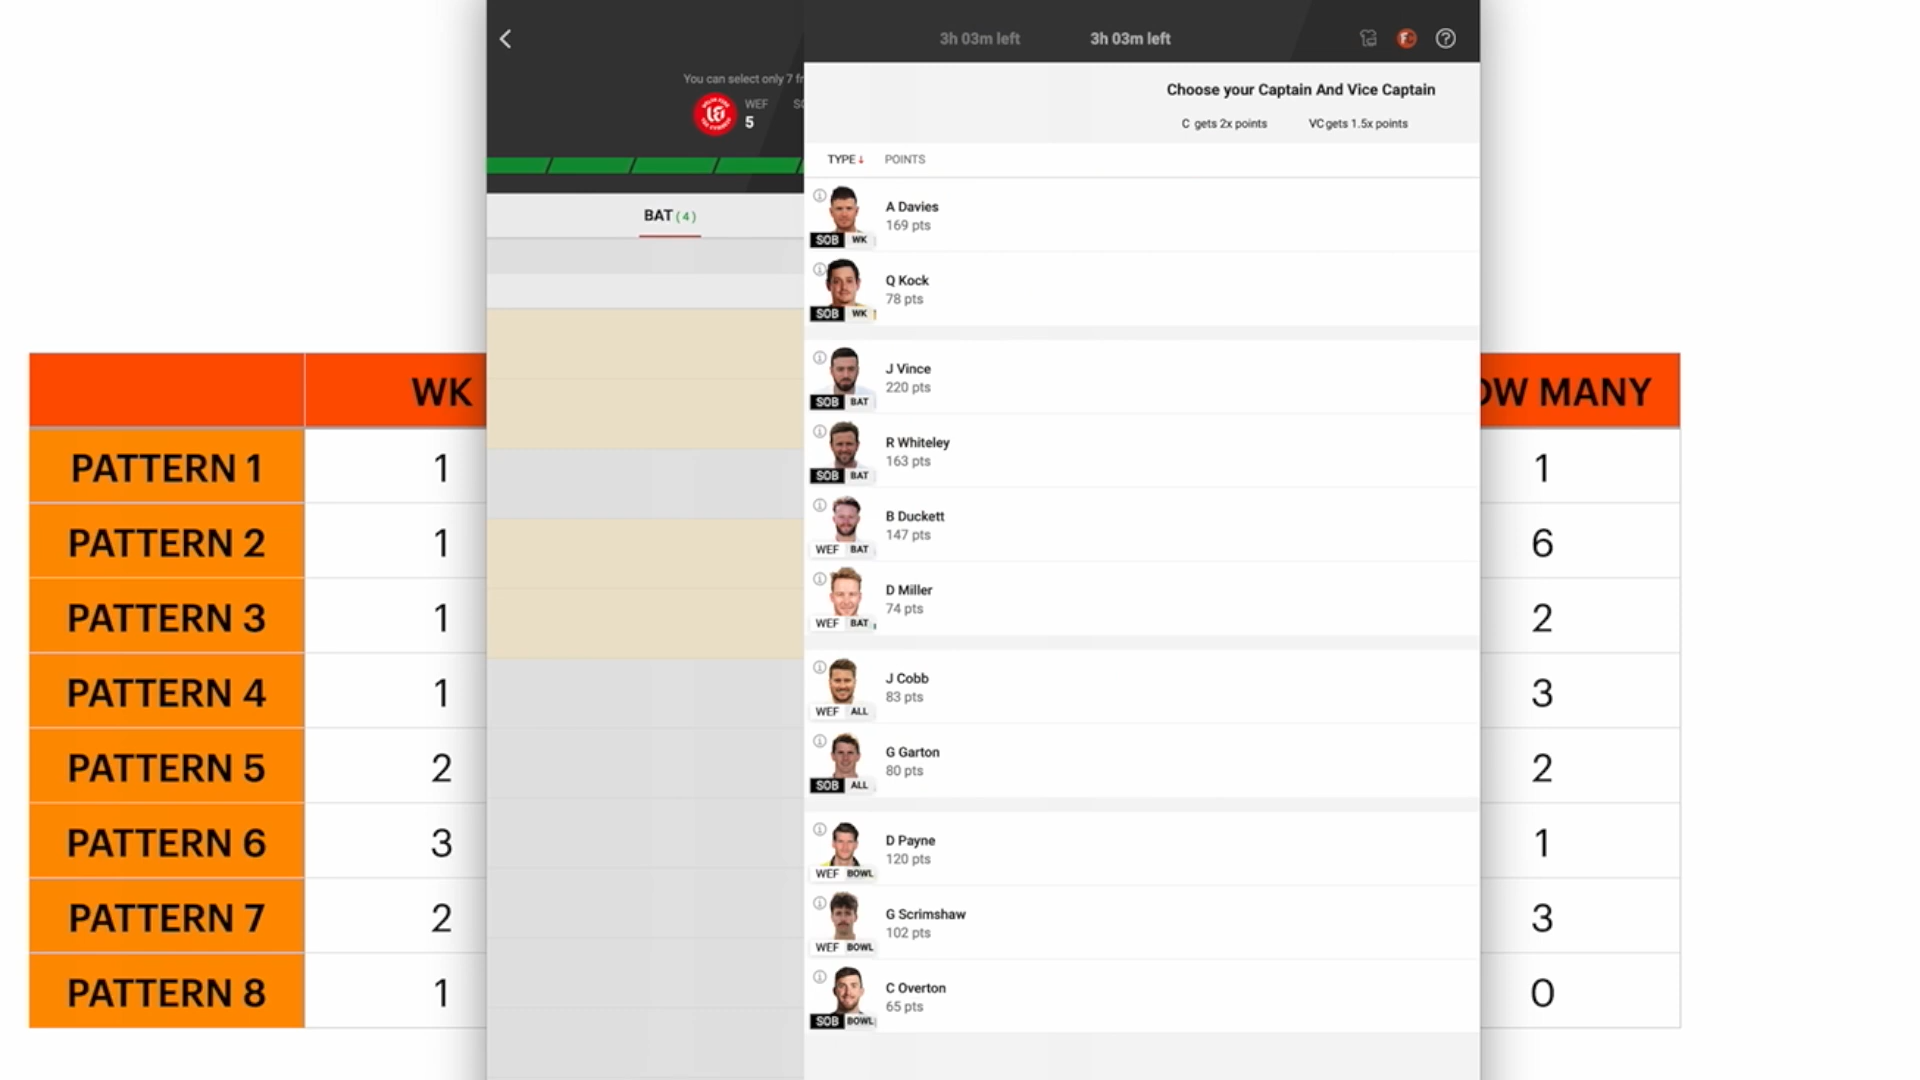 3h 03m left
3h 03m left
You can select only 7 fr
WEF
5
Choose your Captain And Vice Captain
C gets 2x points
VC gets 1.5x points
TYPE↓ POINTS
BAT (4)
A Davies
169 pts
SOB WK
Q Kock
78 pts
SOB WK
J Vince
220 pts
SOB BAT
R Whiteley
163 pts
SOB BAT
B Duckett
147 pts
WEF BAT
D Miller
74 pts
WEF BAT
J Cobb
83 pts
WEF ALL
G Garton
80 pts
SOB ALL
D Payne
120 pts
WEF BOWL
G Scrimshaw
102 pts
WEF BOWL
C Overton
65 pts
SOB BOWL
WK OW MANY
PATTERN 1 1 1
PATTERN 2 1 6
PATTERN 3 1 2
PATTERN 4 1 3
PATTERN 5 2 2
PATTERN 6 3 1
PATTERN 7 2 3
PATTERN 8 1 0